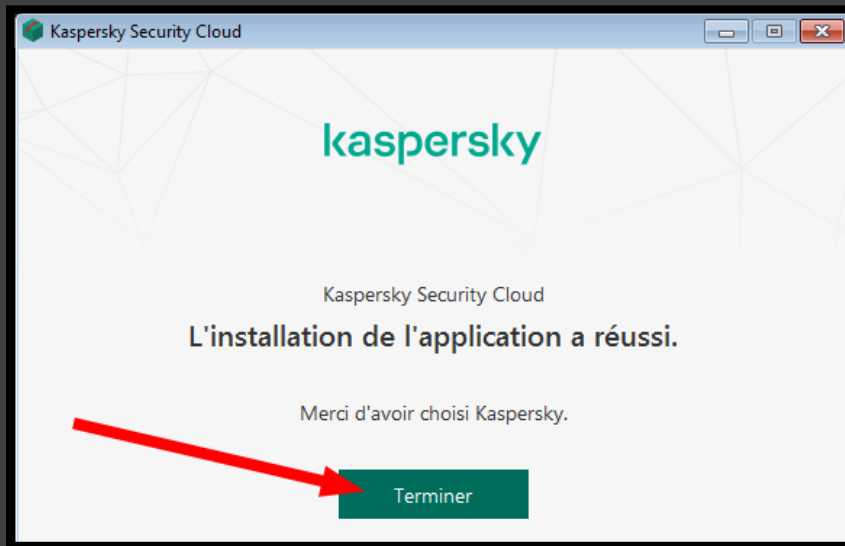 Kaspersky Security Cloud
kaspersky
Kaspersky Security Cloud
L'installation de l'application a réussi.
Merci d'avoir choisi Kaspersky.
Terminer